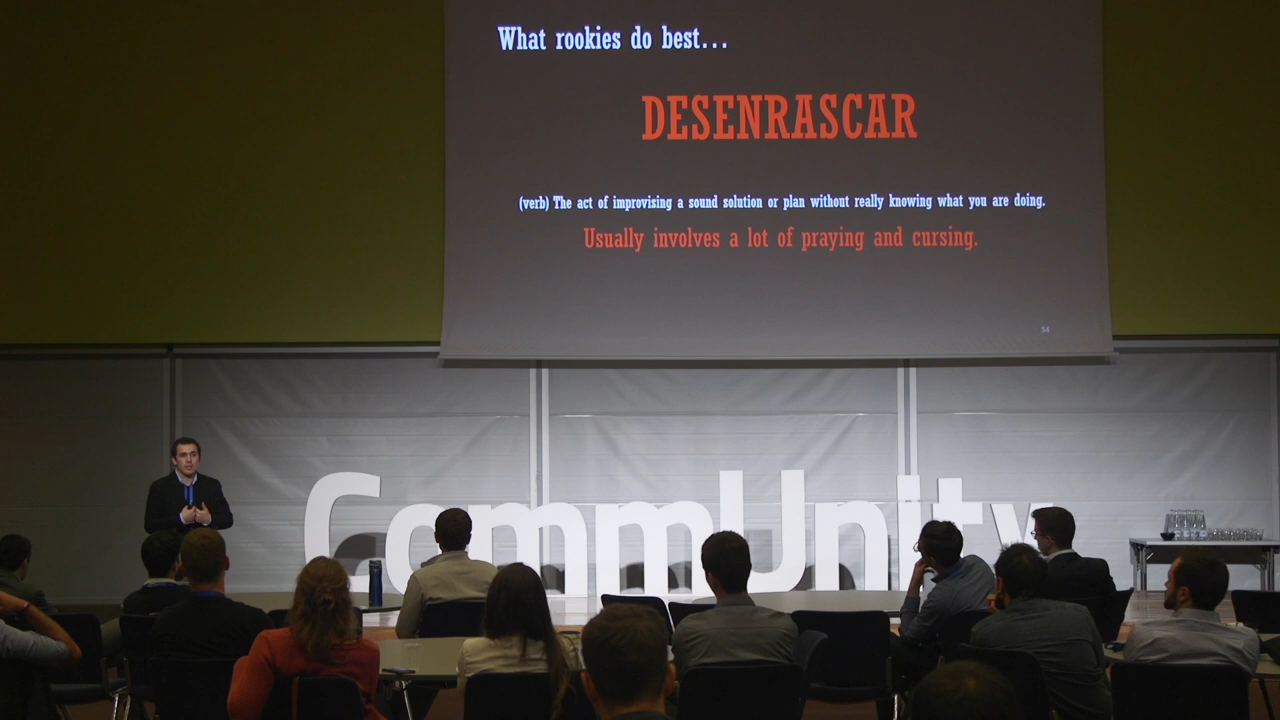 What rookies do best...
DESENRASCAR
(verb) The act of improvising a sound solution or plan without really knowing what you are doing.
Usually involves a lot of praying and cursing.
54
CommUnity